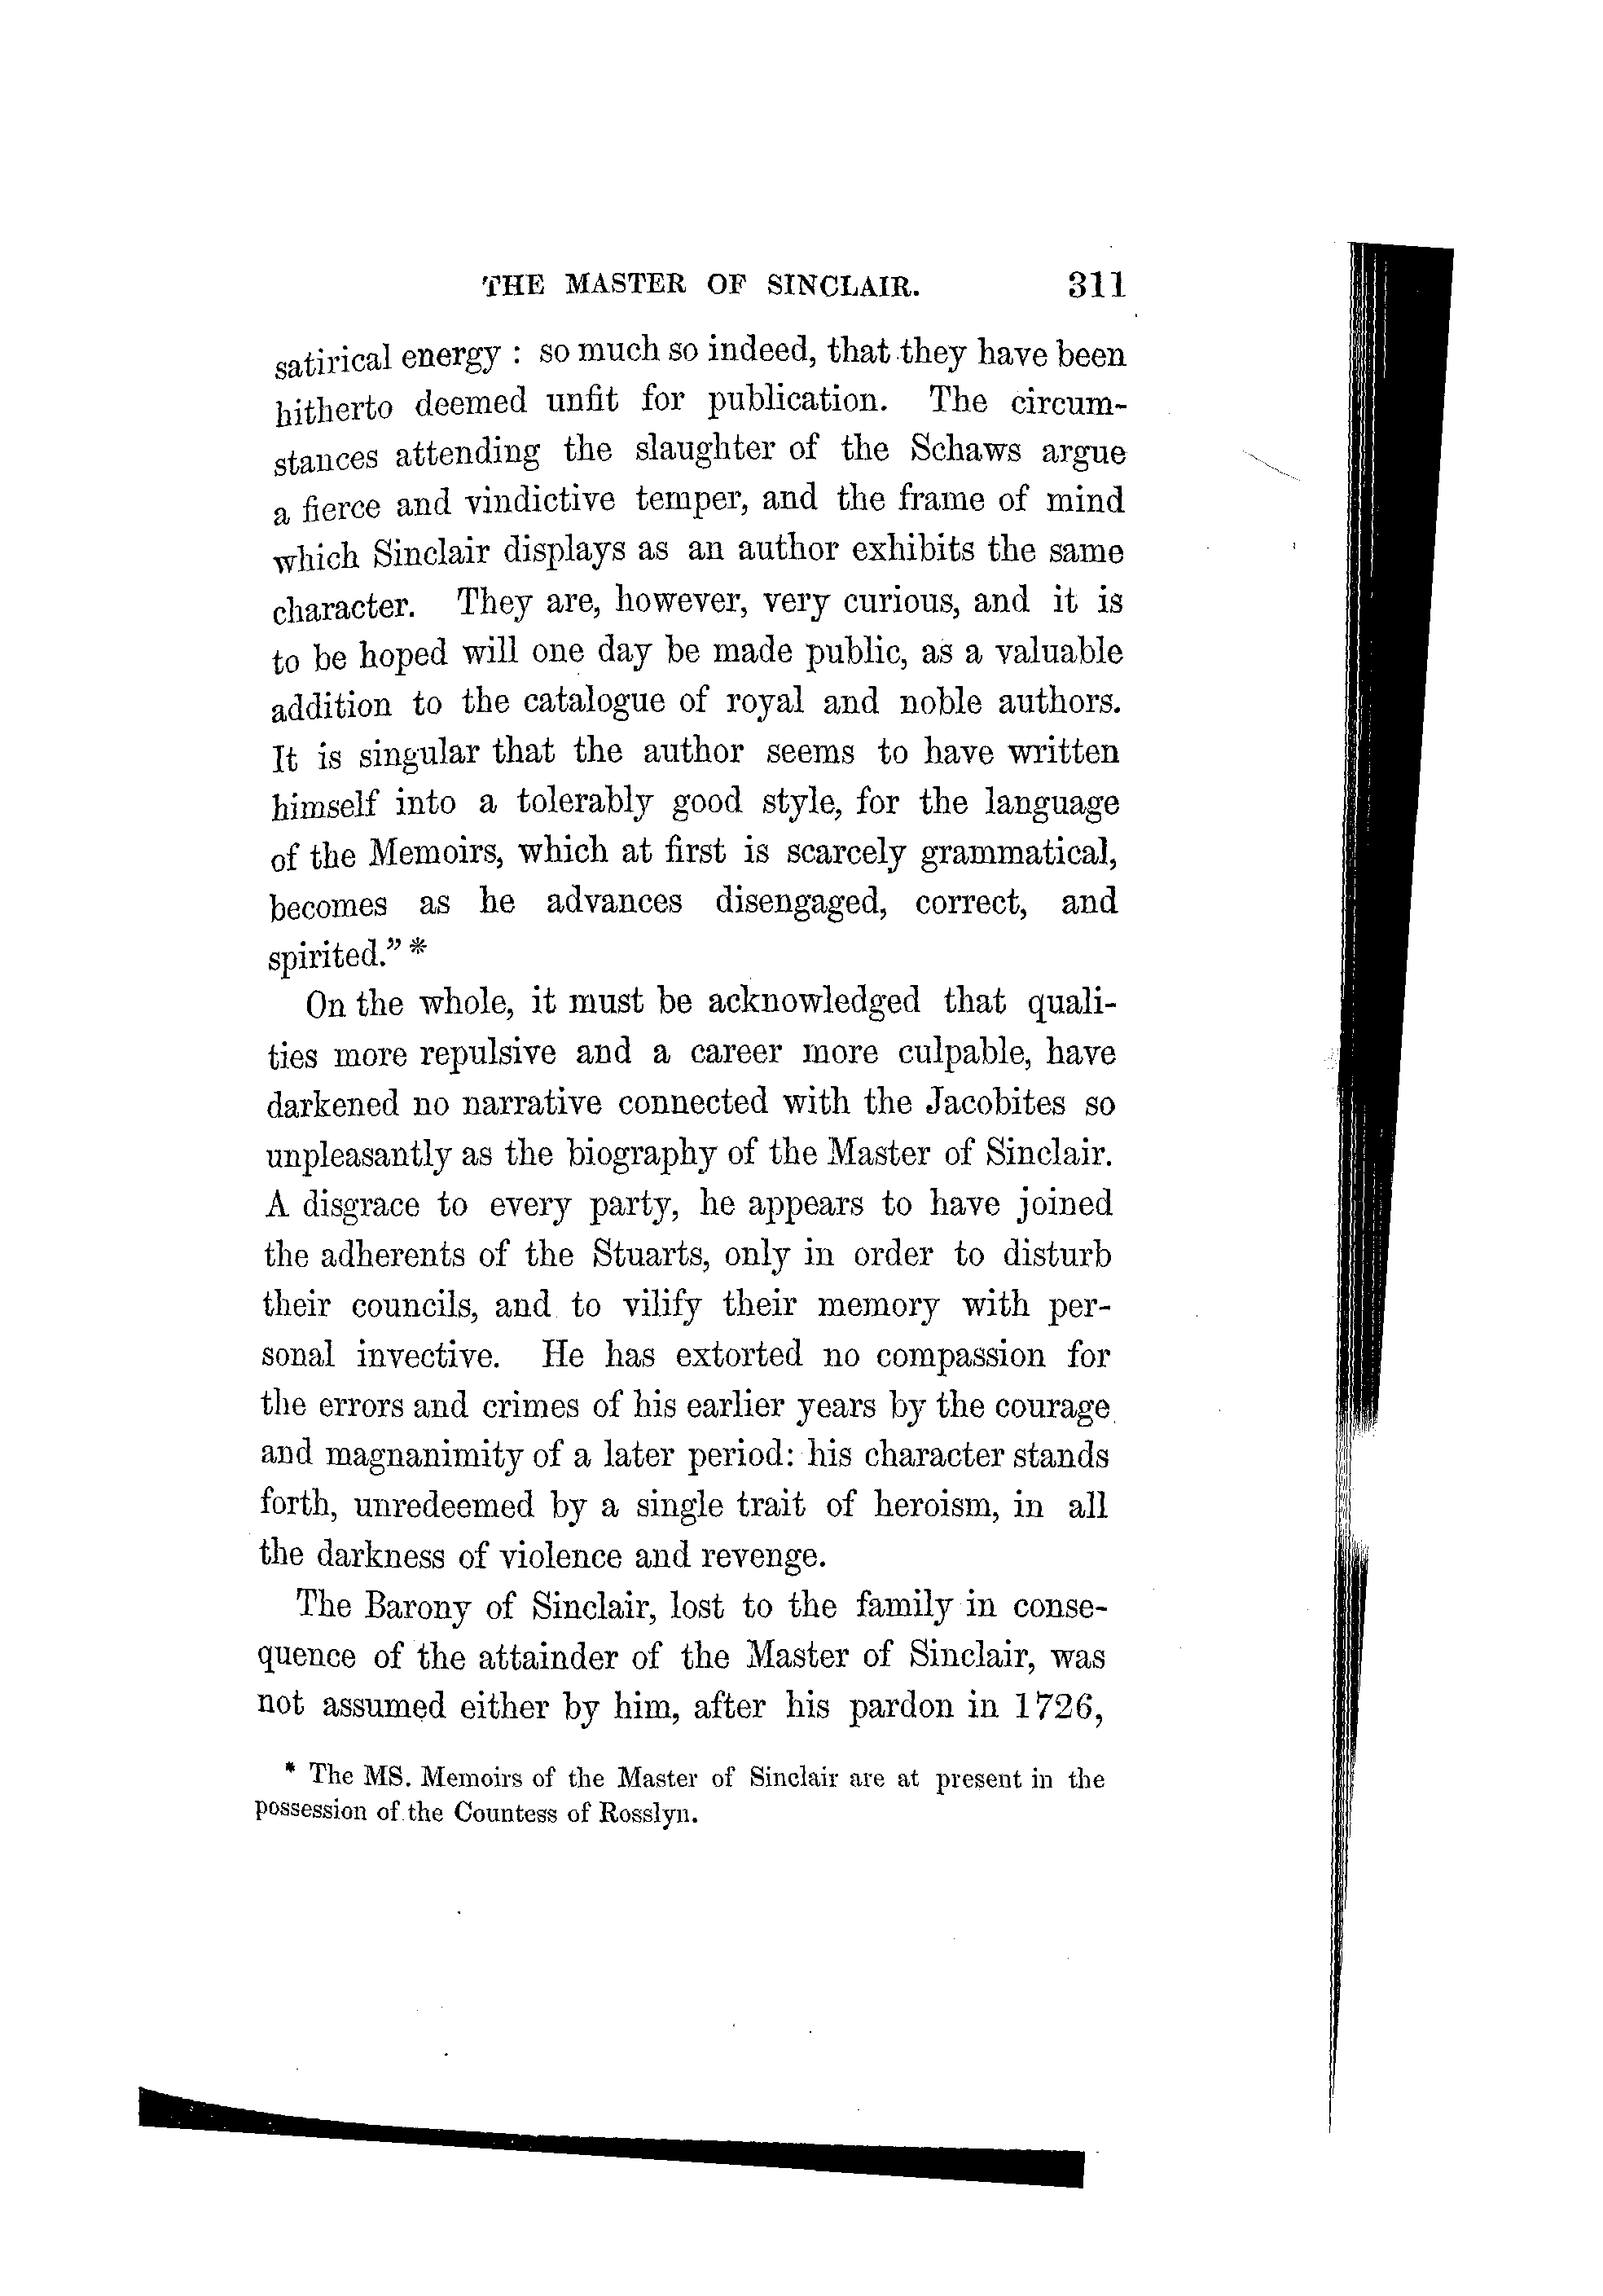 THE MASTER OF SINCLAIR. 311
satirical energy : so much so indeed, that they have been
hitherto deemed unfit for publication. The circum-
stances attending the slaughter of the Schaws argue
a fierce and vindictive temper, and the frame of mind
which Sinclair displays as an author exhibits the same
character. They are, however, very curious, and it is
to be hoped will one day be made public, as a valuable
addition to the catalogue of royal and noble authors.
It is singular that the author seems to have written
himself into a tolerably good style, for the language
of the Memoirs, which at first is scarcely grammatical,
becomes as he advances disengaged, correct, and
spirited.” *
On the whole, it must be acknowledged that quali-
ties more repulsive and a career more culpable, have
darkened no narrative connected with the Jacobites so
unpleasantly as the biography of the Master of Sinclair.
A disgrace to every party, he appears to have joined
the adherents of the Stuarts, only in order to disturb
their councils, and to vilify their memory with per-
sonal invective. He has extorted no compassion for
the errors and crimes of his earlier years by the courage
and magnanimity of a later period: his character stands
forth, unredeemed by a single trait of heroism, in all
the darkness of violence and revenge.
The Barony of Sinclair, lost to the family in conse-
quence of the attainder of the Master of Sinclair, was
not assumed either by him, after his pardon in 1726,
* The MS. Memoirs of the Master of Sinclair are at present in the
possession of the Countess of Rosslyn.